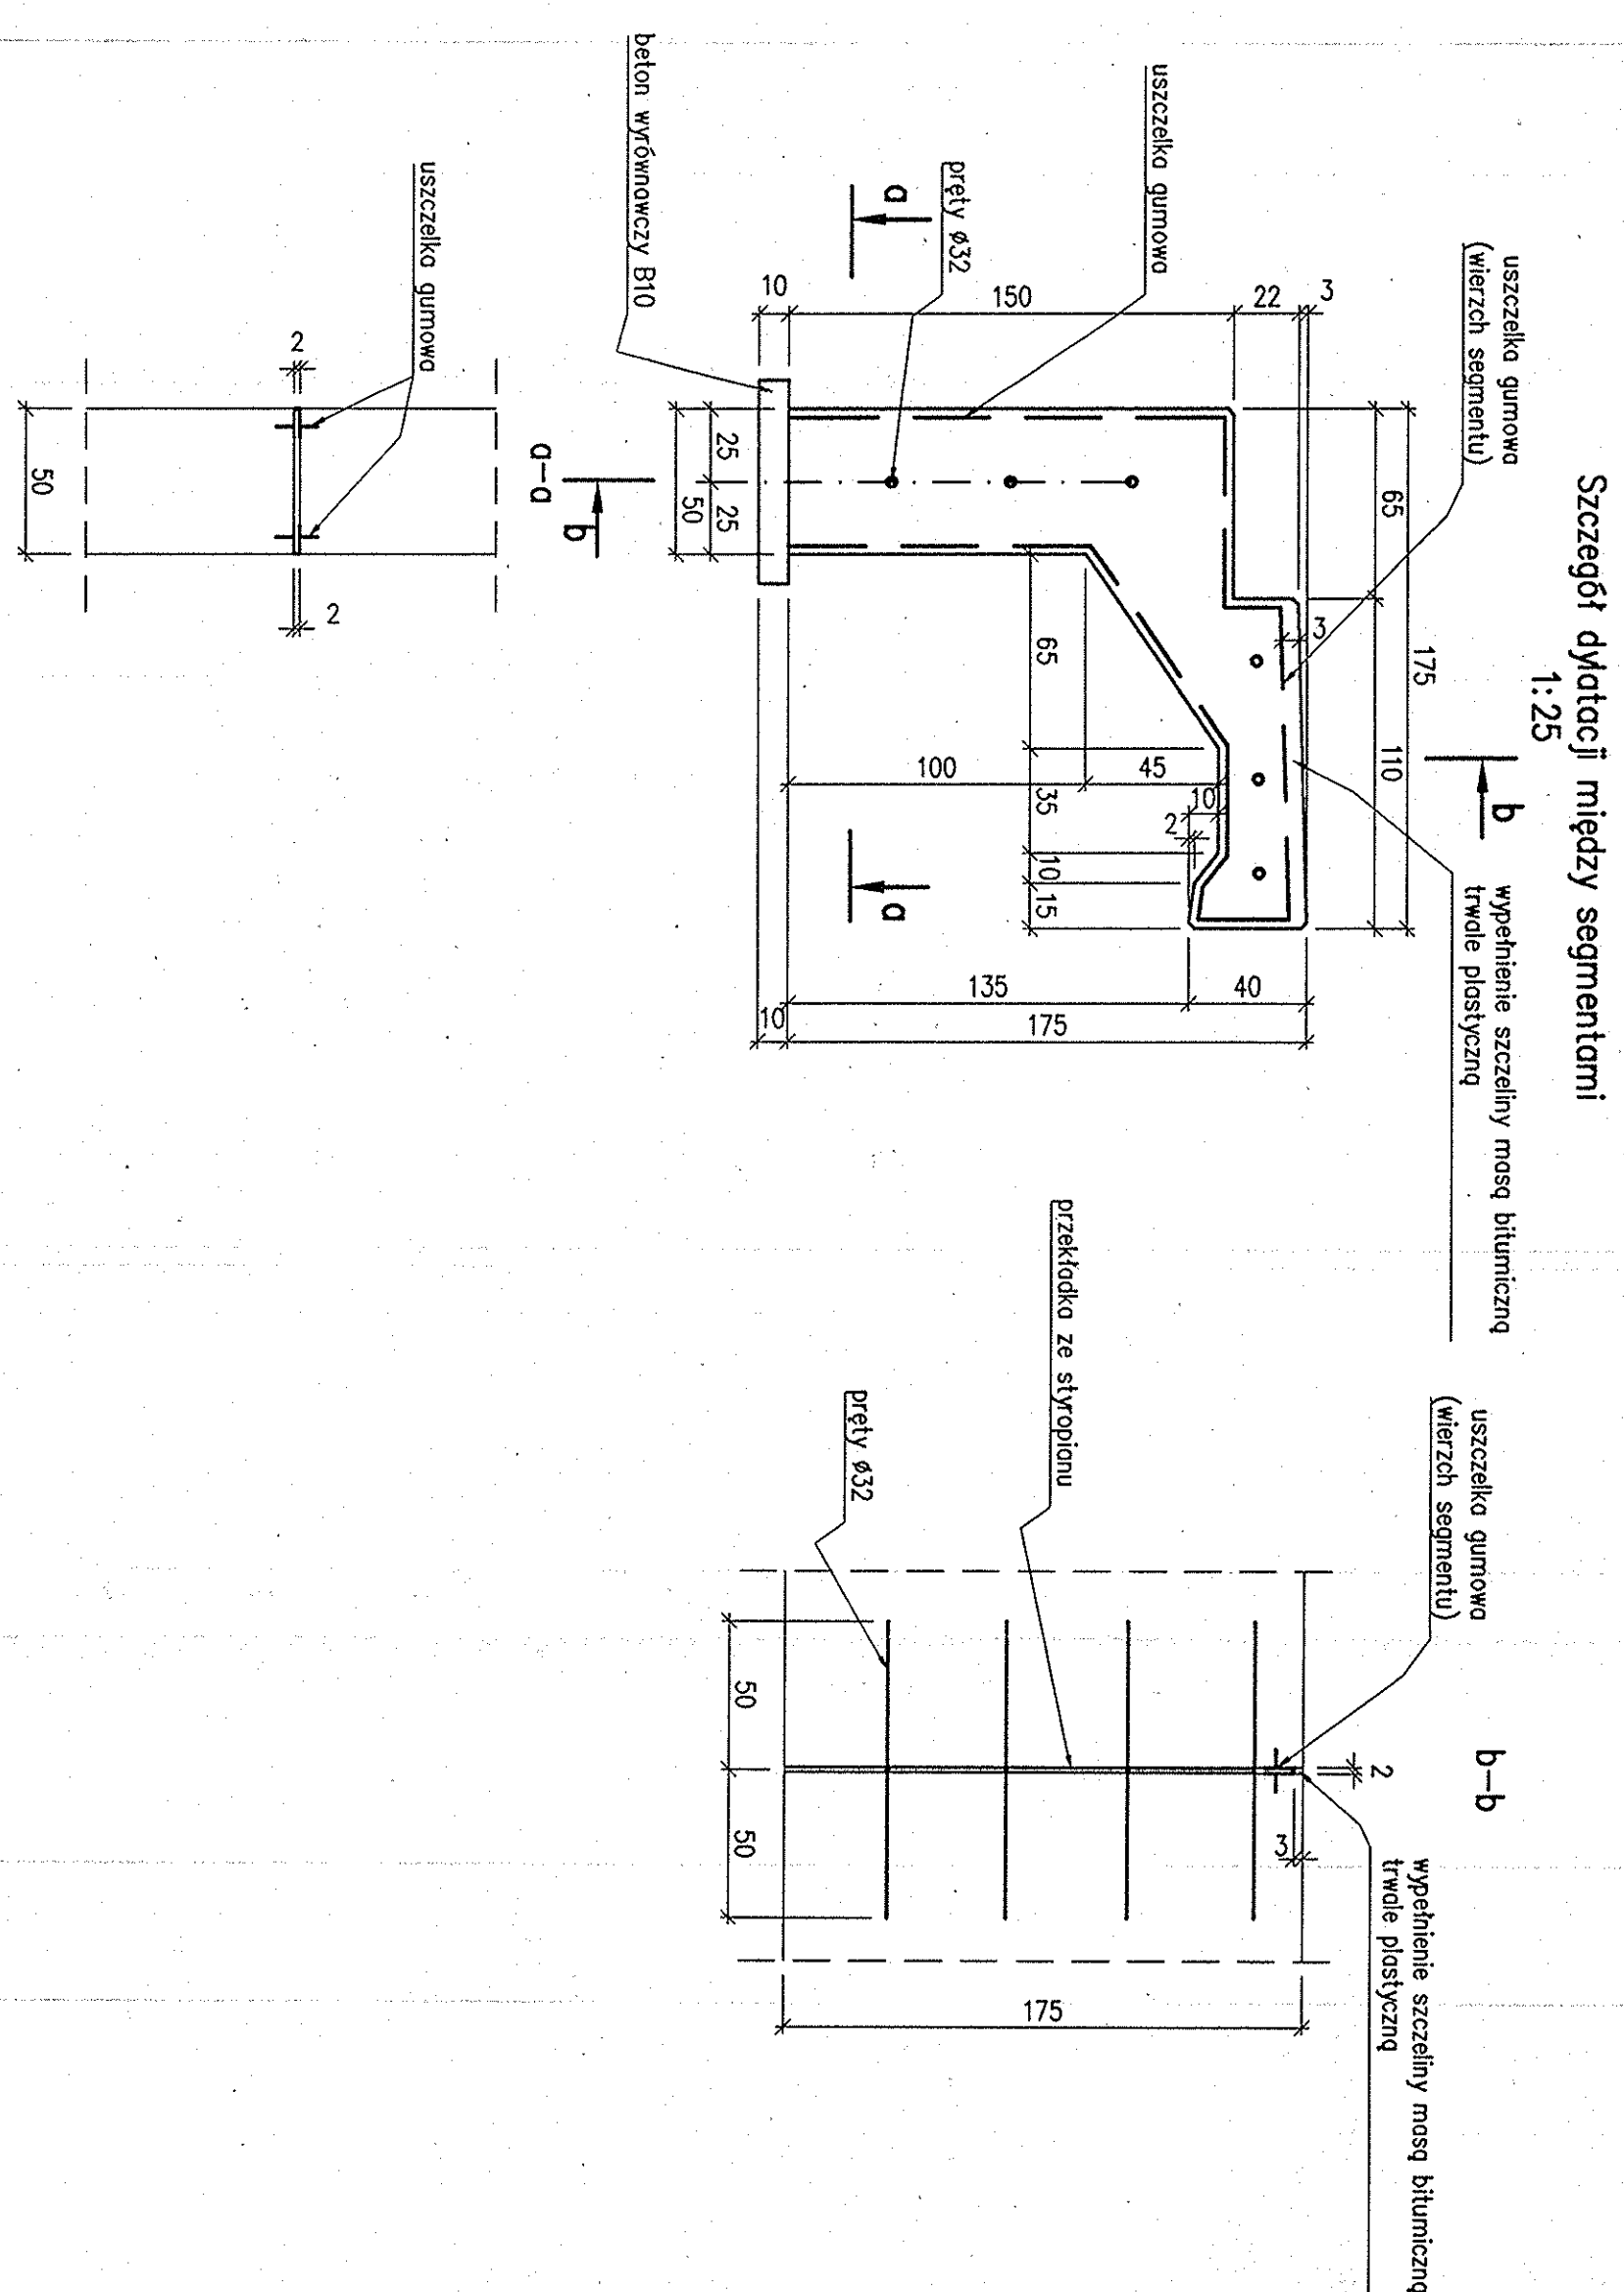 Szczegół dylatacji między segmentami
1:25
uszczelka gumowa
(wierzch segmentu)
wypełnienie szczeliny masą bitumiczną
trwale plastyczną
175
65
110
3
22
150
10
3
uszczelka gumowa
pręty ø32
a
a
b
b
beton wyrównawczy B10
25
25
50
65
35
10
15
100
45
10
2
135
40
10
175
a-a
uszczelka gumowa
2
2
50
b-b
uszczelka gumowa
(wierzch segmentu)
wypełnienie szczeliny masą bitumiczną
trwale plastyczną
2
3
przekładka ze styropianu
pręty ø32
50
50
175